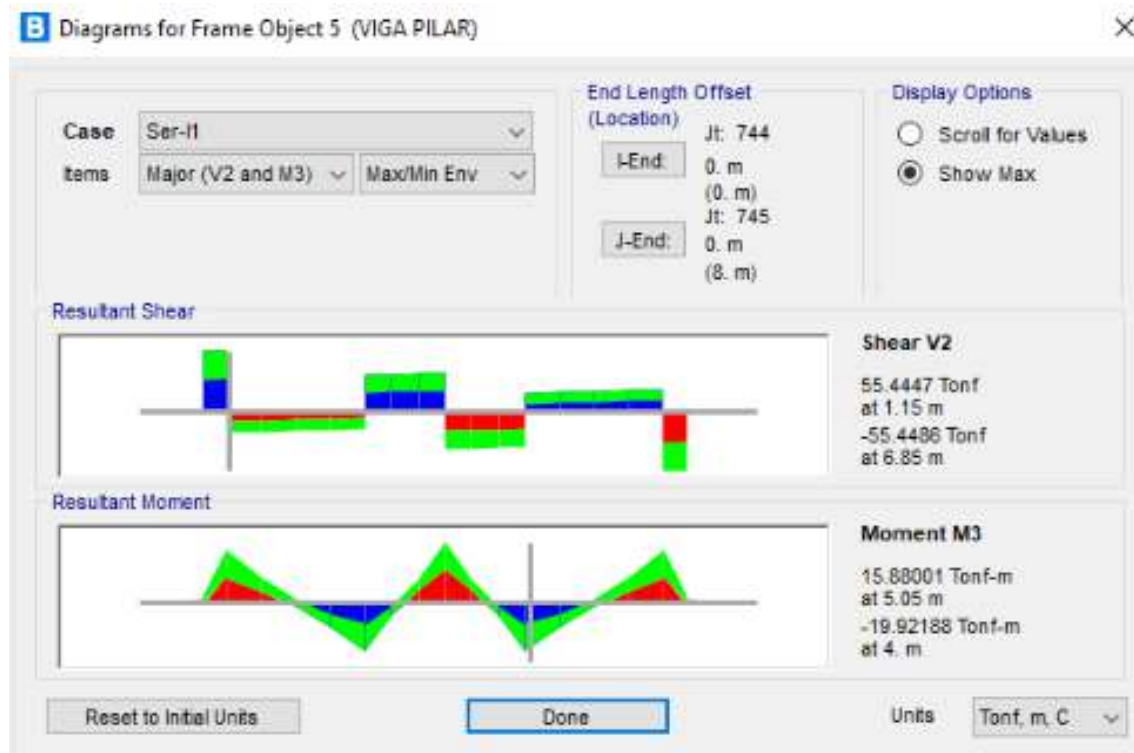 B Diagrams for Frame Object 5 (VIGA PILAR)
Case Ser-I1
Items Major (V2 and M3) Max/Min Env
End Length Offset
(Location)
Jt: 744
I-End: 0. m
(0. m)
Jt: 745
J-End: 0. m
(8. m)
Display Options
Scroll for Values
Show Max
Resultant Shear
Shear V2
55.4447 Tonf
at 1.15 m
-55.4486 Tonf
at 6.85 m
Resultant Moment
Moment M3
15.88001 Tonf-m
at 5.05 m
-19.92188 Tonf-m
at 4. m
Reset to Initial Units
Done
Units Tonf, m, C